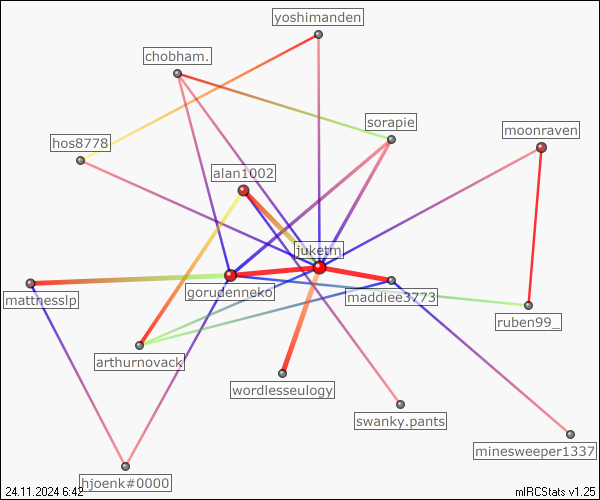 yoshimanden
chobham.
sorapie
moonraven
hos8778
alan1002
juketm
gorudenneko
maddiee3773
mattnesslp
ruben99_
arthurnovack
wordlesseulogy
swanky.pants
minesweeper1337
hjoenk#0000
24.11.2024 6:42
mIRCStats v1.25